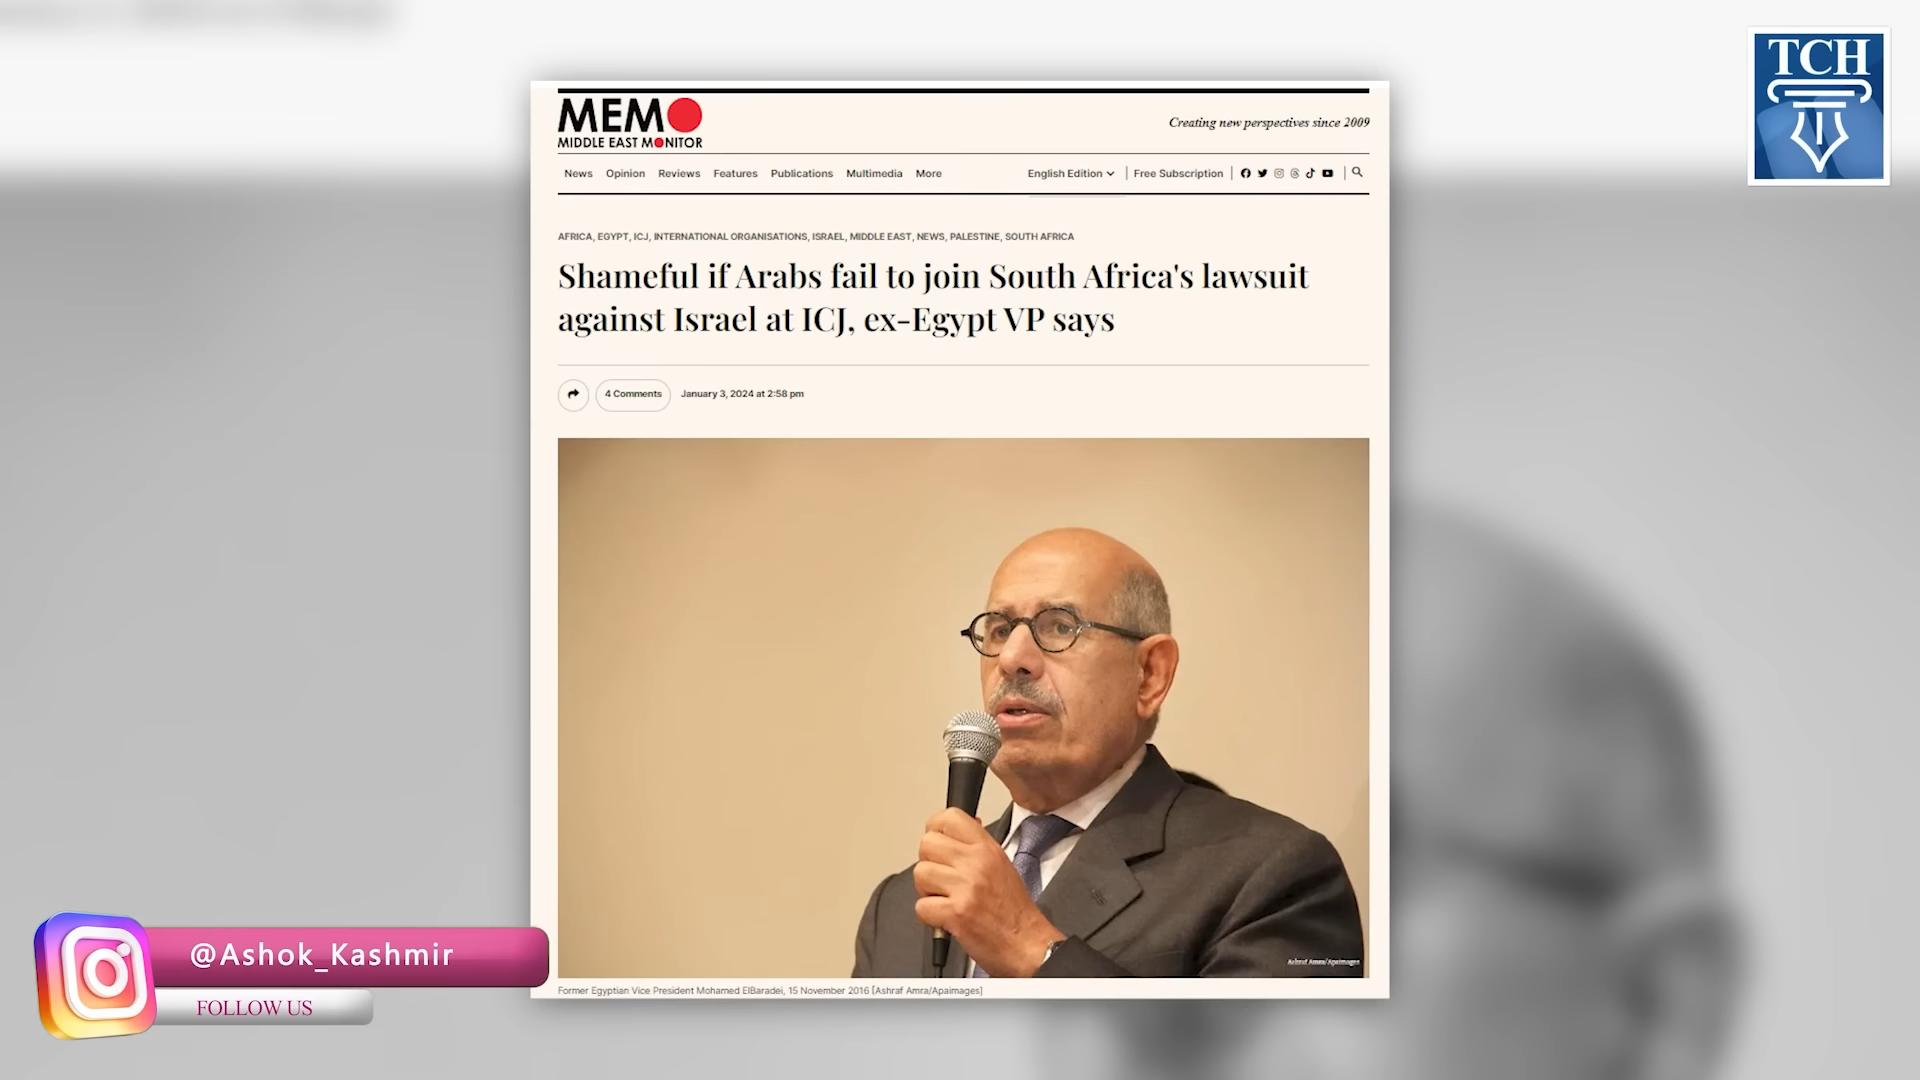 TCH
MEMO
MIDDLE EAST MONITOR
Creating new perspectives since 2009
News Opinion Reviews Features Publications Multimedia More English Edition Free Subscription
AFRICA, EGYPT, ICJ, INTERNATIONAL ORGANISATIONS, ISRAEL, MIDDLE EAST, NEWS, PALESTINE, SOUTH AFRICA
Shameful if Arabs fail to join South Africa's lawsuit
against Israel at ICJ, ex-Egypt VP says
4 Comments January 3, 2024 at 2:58 pm
Ashraf Amra/Apaimages
Former Egyptian Vice President Mohamed ElBaradei, 15 November 2016 [Ashraf Amra/Apaimages]
@Ashok_Kashmir
FOLLOW US